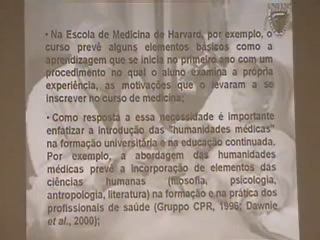 • Na Escola de Medicina de Harvard, por exemplo, o
curso prevê alguns elementos básicos como a
aprendizagem que se inicia no primeiro ano com um
procedimento no qual o aluno examina a própria
experiência, as motivações que o levaram a se
inscrever no curso de medicina;
• Como resposta a essa necessidade é importante
enfatizar a introdução das "humanidades médicas"
na formação universitária e na educação continuada.
Por exemplo, a abordagem das humanidades
médicas prevê a incorporação de elementos das
ciências humanas (filosofia, psicologia,
antropologia, literatura) na formação e na prática dos
profissionais de saúde (Gruppo CPR, 1996; Dawnie
et al., 2000);